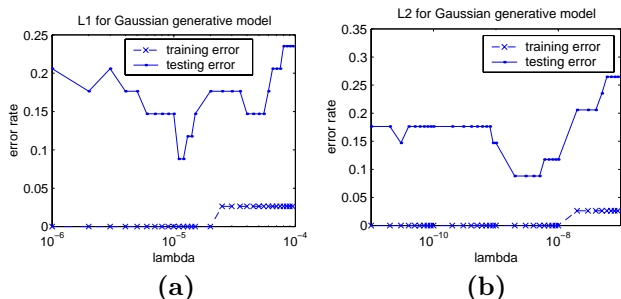 L1 for Gaussian generative model
training error
testing error
0.25
0.2
0.15
0.1
0.05
0
error rate
10^-6
10^-5
10^-4
lambda
(a)
L2 for Gaussian generative model
training error
testing error
0.35
0.3
0.25
0.2
0.15
0.1
0.05
0
error rate
10^-10
10^-8
lambda
(b)